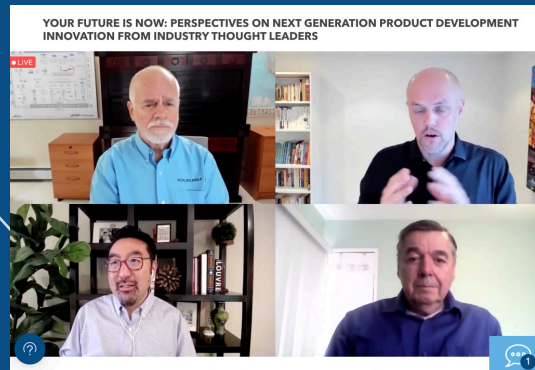 YOUR FUTURE IS NOW: PERSPECTIVES ON NEXT GENERATION PRODUCT DEVELOPMENT
INNOVATION FROM INDUSTRY THOUGHT LEADERS
LIVE
LOUVRE
?
1